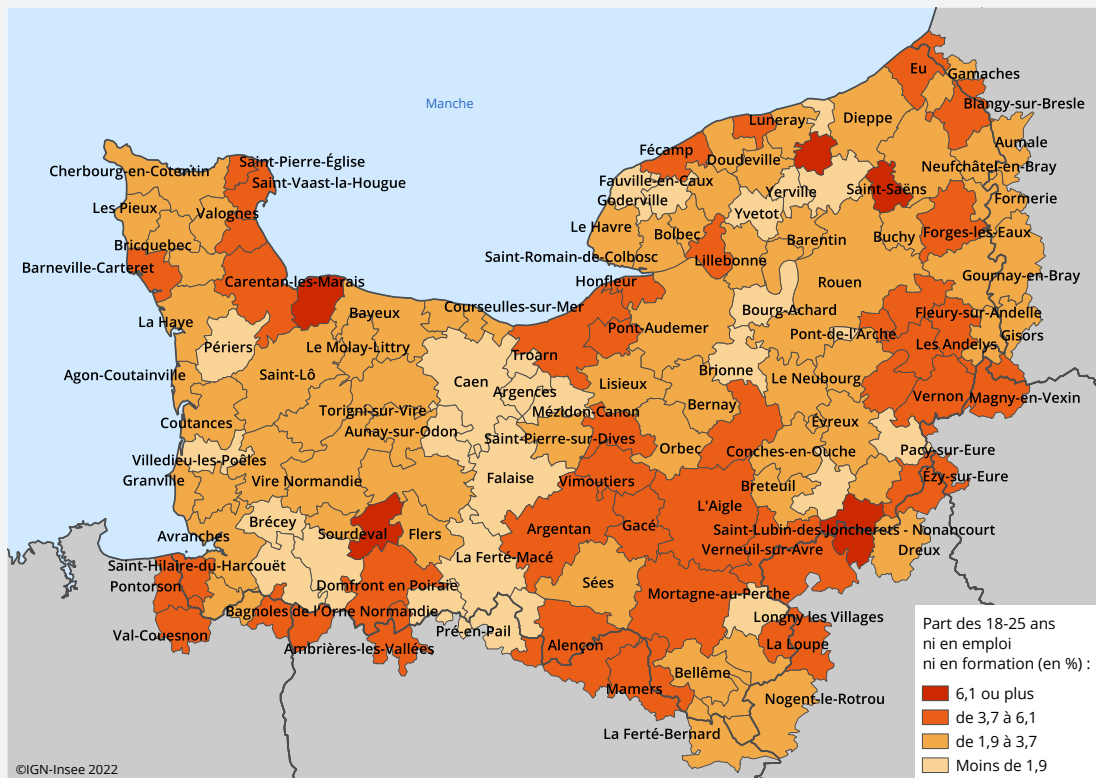 Eu
Gamaches
Manche
Blangy-sur-Bresle
Luneray
Dieppe
Aumale
Fécamp
Doudeville
Saint-Pierre-Église
Neufchâtel-en-Bray
Cherbourg-en-Cotentin
Saint-Vaast-la-Hougue
Fauville-en-Caux
Yerville
Saint-Saëns
Goderville
Formerie
Les Pieux
Valognes
Yvetot
Le Havre
Bolbec
Barentin
Buchy
Forges-les-Eaux
Bricquebec
Saint-Romain-de-Colbosc
Lillebonne
Barneville-Carteret
Gournay-en-Bray
Carentan-les-Marais
Honfleur
Rouen
Courseulles-sur-Mer
Bayeux
Bourg-Achard
Fleury-sur-Andelle
La Haye
Pont-Audemer
Pont-de-l'Arche
Gisors
Périers
Le Molay-Littry
Troarn
Les Andelys
Agon-Coutainville
Saint-Lô
Caen
Argences
Lisieux
Brionne
Le Neubourg
Vernon
Magny-en-Vexin
Torigni-sur-Vire
Mézidon-Canon
Bernay
Coutances
Aunay-sur-Odon
Saint-Pierre-sur-Dives
Évreux
Villedieu-les-Poêles
Orbec
Conches-en-Ouche
Pacy-sur-Eure
Granville
Vire Normandie
Falaise
Vimoutiers
Breteuil
Ézy-sur-Eure
L'Aigle
Brécey
Avranches
Sourdeval
Flers
Argentan
Gacé
Saint-Lubin-des-Joncherets - Nonancourt
Verneuil-sur-Avre
Dreux
Saint-Hilaire-du-Harcouët
La Ferté-Macé
Pontorson
Domfront en Poiraie
Sées
Mortagne-au-Perche
Bagnoles de l'Orne Normandie
Longny les Villages
Val-Couesnon
Pré-en-Pail
Alençon
La Loupe
Ambrières-les-Vallées
Bellême
Mamers
Nogent-le-Rotrou
La Ferté-Bernard
Part des 18-25 ans
ni en emploi
ni en formation (en %) :
6,1 ou plus
de 3,7 à 6,1
de 1,9 à 3,7
Moins de 1,9
©IGN-Insee 2022